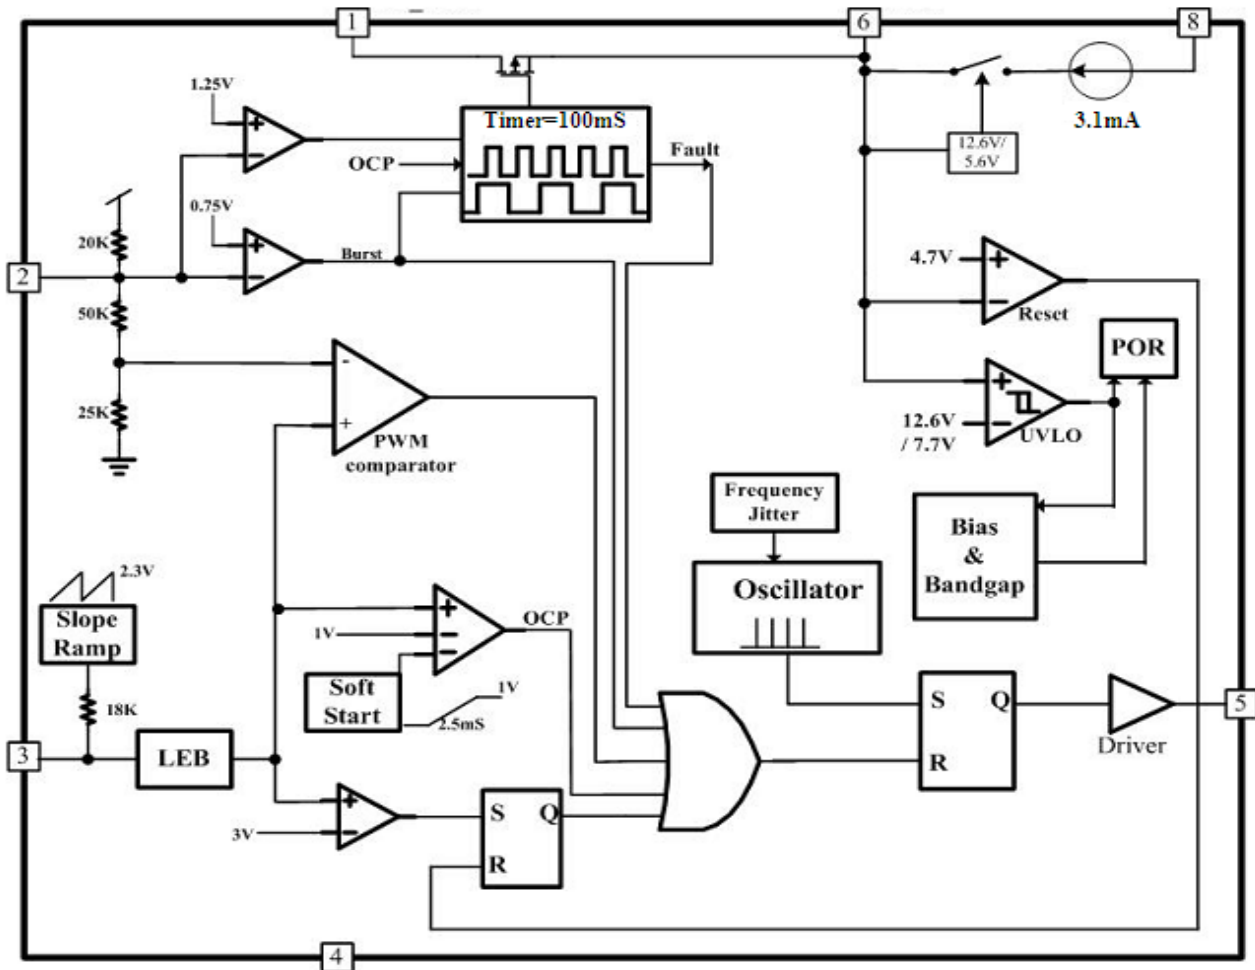 1
6
8
1.25V
+
−
Timer=100mS
OCP
Fault
3.1mA
12.6V/
5.6V
0.75V
+
−
20K
Burst
2
50K
4.7V
+
−
Reset
POR
-
+
PWM
comparator
25K
+
−
12.6V
/ 7.7V
UVLO
Frequency
Jitter
Bias
&
Bandgap
2.3V
Slope
Ramp
Oscillator
+
−
−
1V
OCP
Soft
Start
1V
2.5mS
18K
S
Q
R
Driver
5
3
LEB
+
−
3V
S
Q
R
4